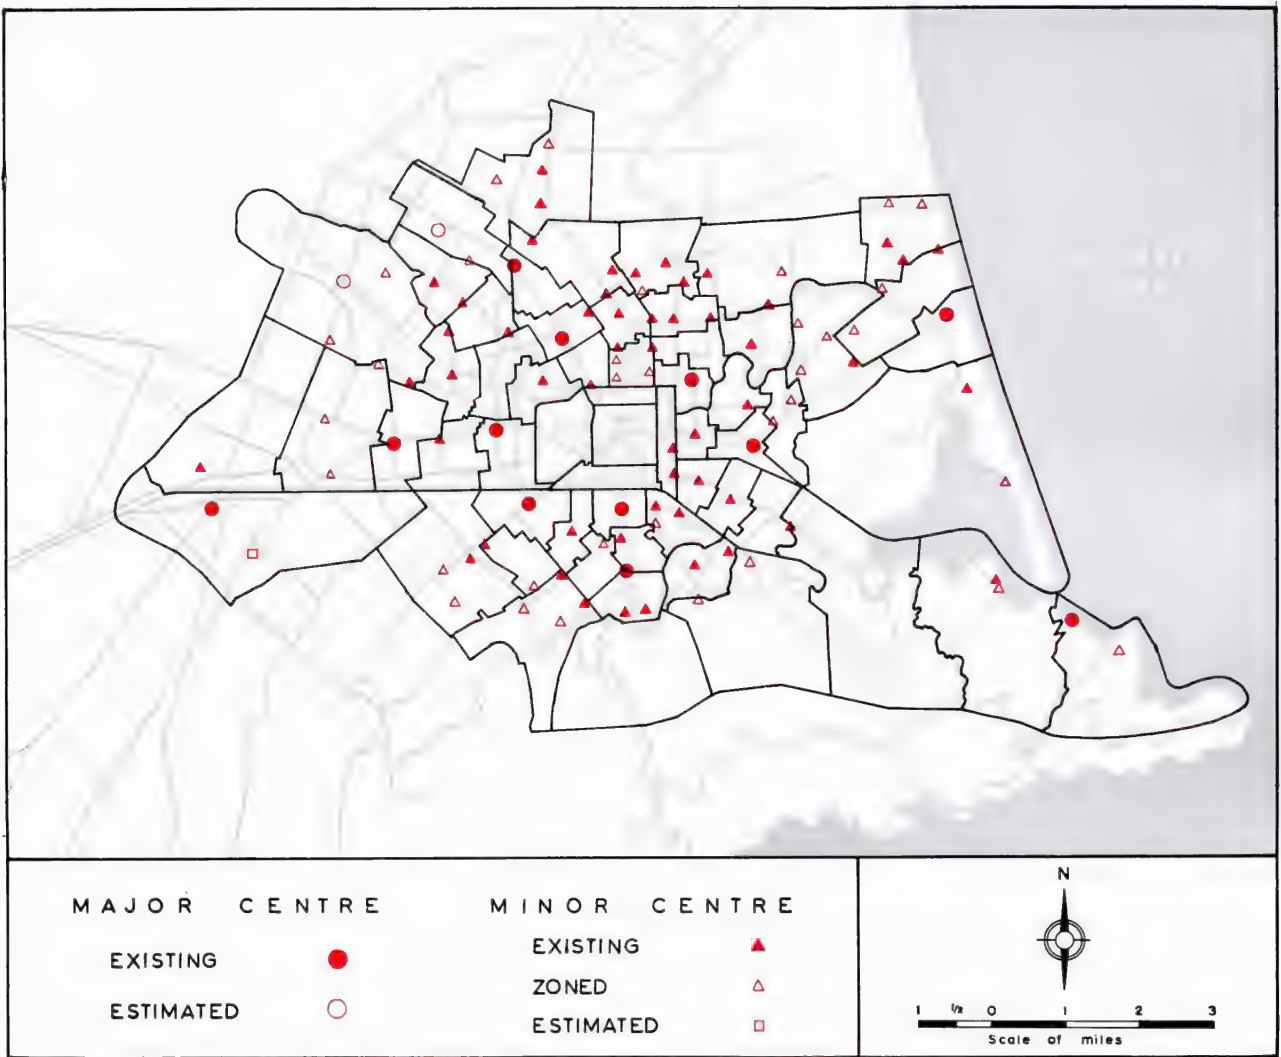 MAJOR CENTRE
EXISTING
ESTIMATED
MINOR CENTRE
EXISTING
ZONED
ESTIMATED
N
1 1/2 0 1 2 3
Scale of miles